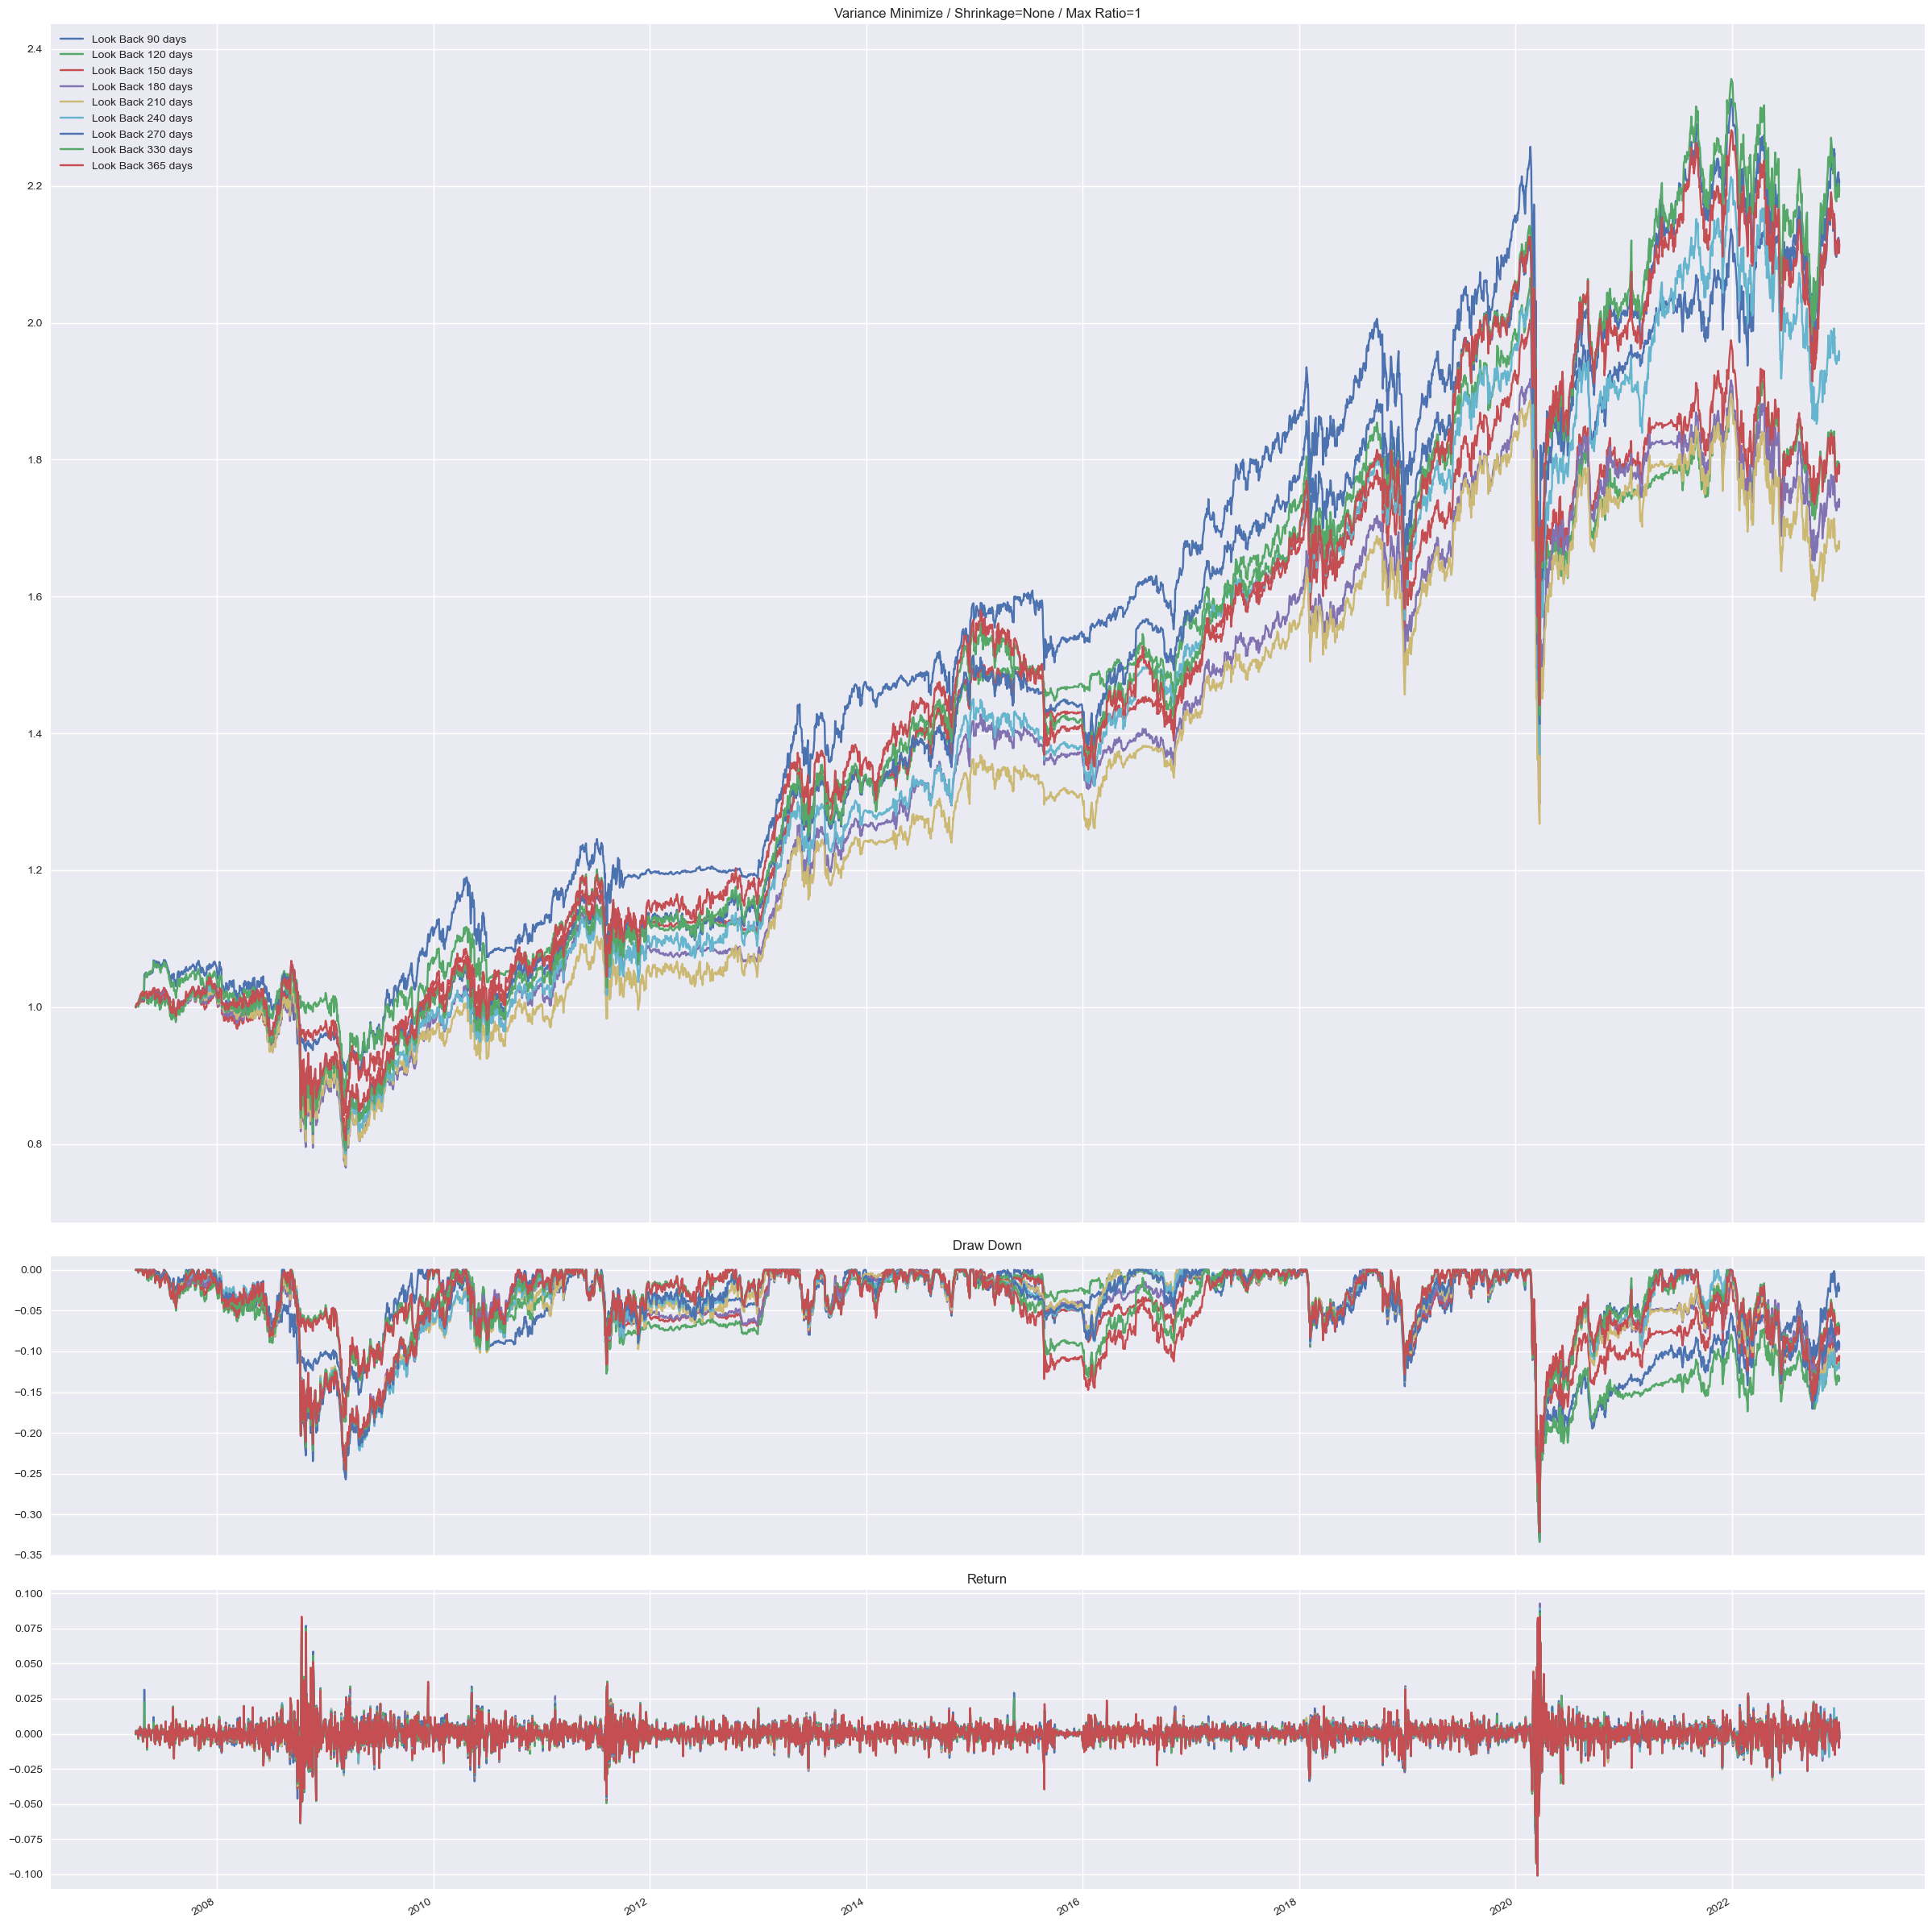 Variance Minimize / Shrinkage=None / Max Ratio=1
2.4
2.2
2.0
1.8
1.6
1.4
1.2
1.0
0.8
Look Back 90 days
Look Back 120 days
Look Back 150 days
Look Back 180 days
Look Back 210 days
Look Back 240 days
Look Back 270 days
Look Back 330 days
Look Back 365 days
Draw Down
0.00
−0.05
−0.10
−0.15
−0.20
−0.25
−0.30
−0.35
Return
0.100
0.075
0.050
0.025
0.000
−0.025
−0.050
−0.075
−0.100
2008
2010
2012
2014
2016
2018
2020
2022